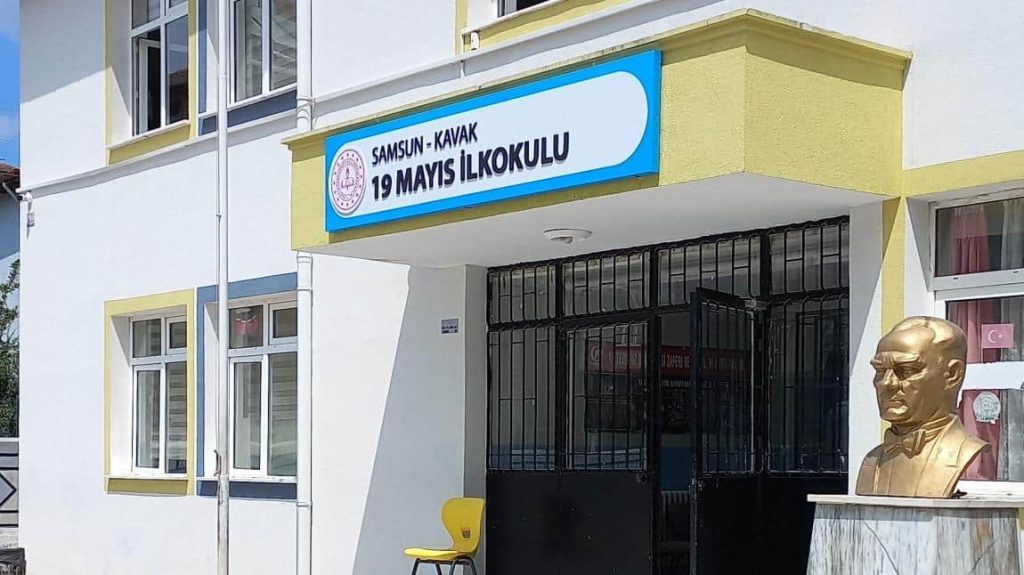 SAMSUN - KAVAK
19 MAYIS İLKOKULU